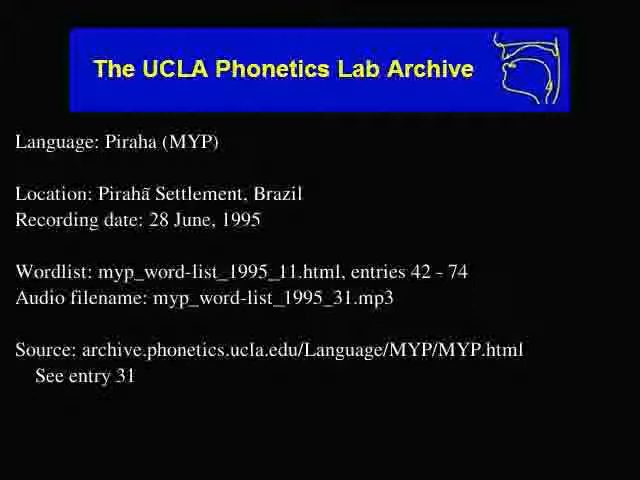 The UCLA Phonetics Lab Archive
Language: Piraha (MYP)
Location: Pirahã Settlement, Brazil
Recording date: 28 June, 1995
Wordlist: myp_word-list_1995_11.html, entries 42 - 74
Audio filename: myp_word-list_1995_31.mp3
Source: archive.phonetics.ucla.edu/Language/MYP/MYP.html
See entry 31